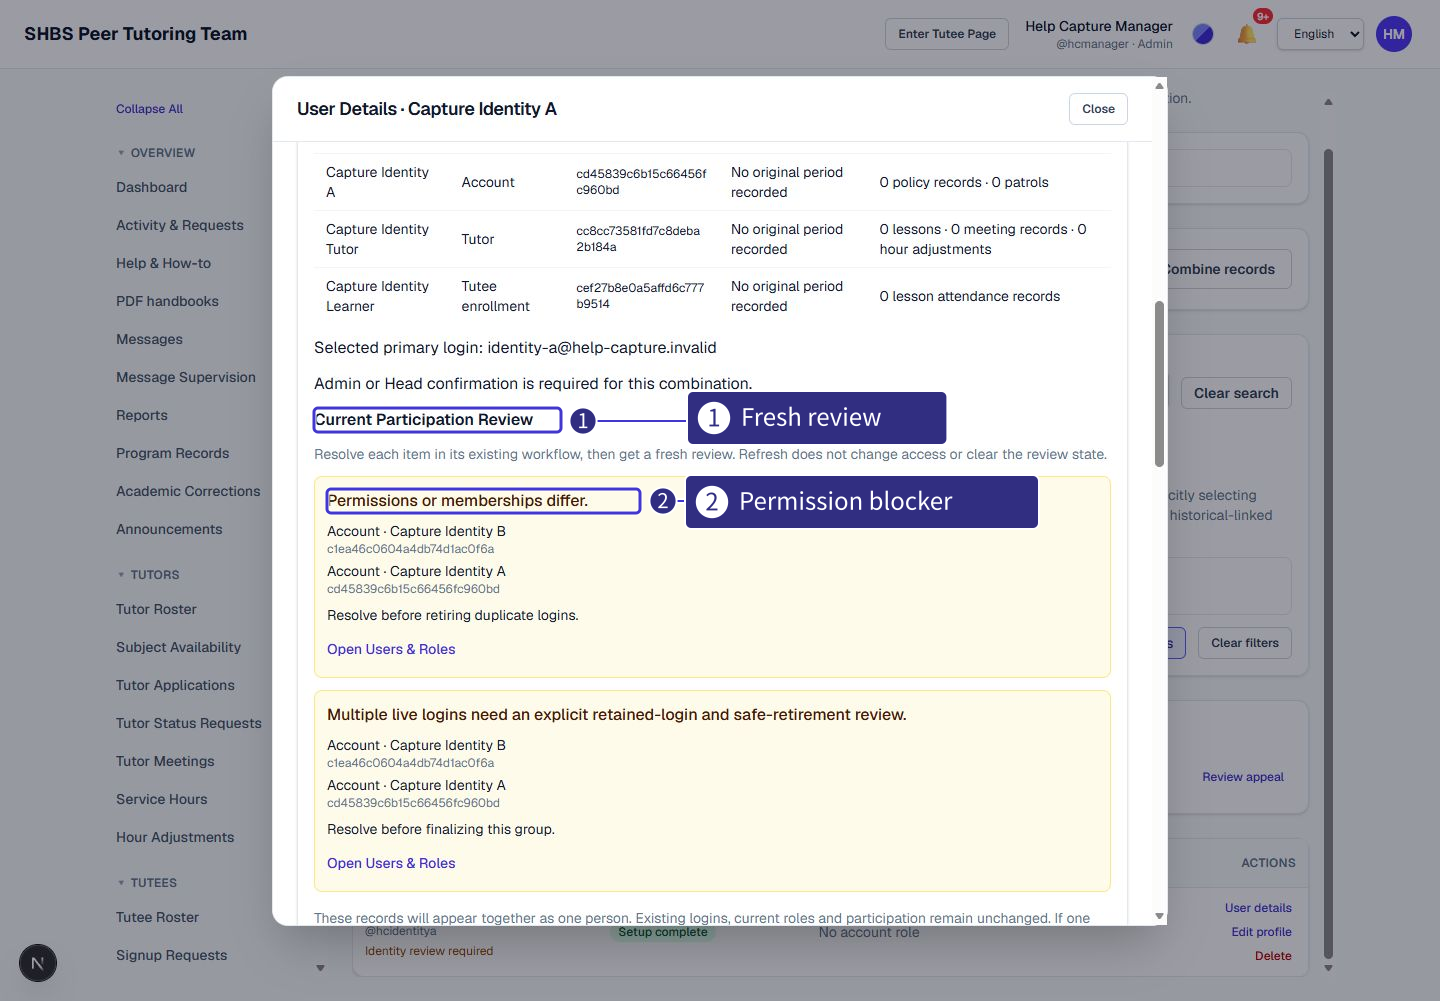 SHBS Peer Tutoring Team
Enter Tutee Page
Help Capture Manager
@hcmanager · Admin
9+
English
HM
Collapse All
OVERVIEW
Dashboard
Activity & Requests
Help & How-to
PDF handbooks
Messages
Message Supervision
Reports
Program Records
Academic Corrections
Announcements
TUTORS
Tutor Roster
Subject Availability
Tutor Applications
Tutor Status Requests
Tutor Meetings
Service Hours
Hour Adjustments
TUTEES
Tutee Roster
Signup Requests
N
User Details · Capture Identity A
Close
Capture Identity A
Account
cd45839c6b15c66456fc960bd
No original period recorded
0 policy records · 0 patrols
Capture Identity Tutor
Tutor
cc8cc73581fd7c8deba2b184a
No original period recorded
0 lessons · 0 meeting records · 0 hour adjustments
Capture Identity Learner
Tutee enrollment
cef27b8e0a5affd6c777b9514
No original period recorded
0 lesson attendance records
Selected primary login: identity-a@help-capture.invalid
Admin or Head confirmation is required for this combination.
Current Participation Review
1
1 Fresh review
Resolve each item in its existing workflow, then get a fresh review. Refresh does not change access or clear the review state.
Permissions or memberships differ.
2
2 Permission blocker
Account · Capture Identity B
c1ea46c0604a4db74d1ac0f6a
Account · Capture Identity A
cd45839c6b15c66456fc960bd
Resolve before retiring duplicate logins.
Open Users & Roles
Multiple live logins need an explicit retained-login and safe-retirement review.
Account · Capture Identity B
c1ea46c0604a4db74d1ac0f6a
Account · Capture Identity A
cd45839c6b15c66456fc960bd
Resolve before finalizing this group.
Open Users & Roles
These records will appear together as one person. Existing logins, current roles and participation remain unchanged. If one
tion.
Combine records
Clear search
citly selecting
historical-linked
s
Clear filters
Review appeal
ACTIONS
User details
Edit profile
Delete
@hcidentitya
Identity review required
Setup complete
No account role